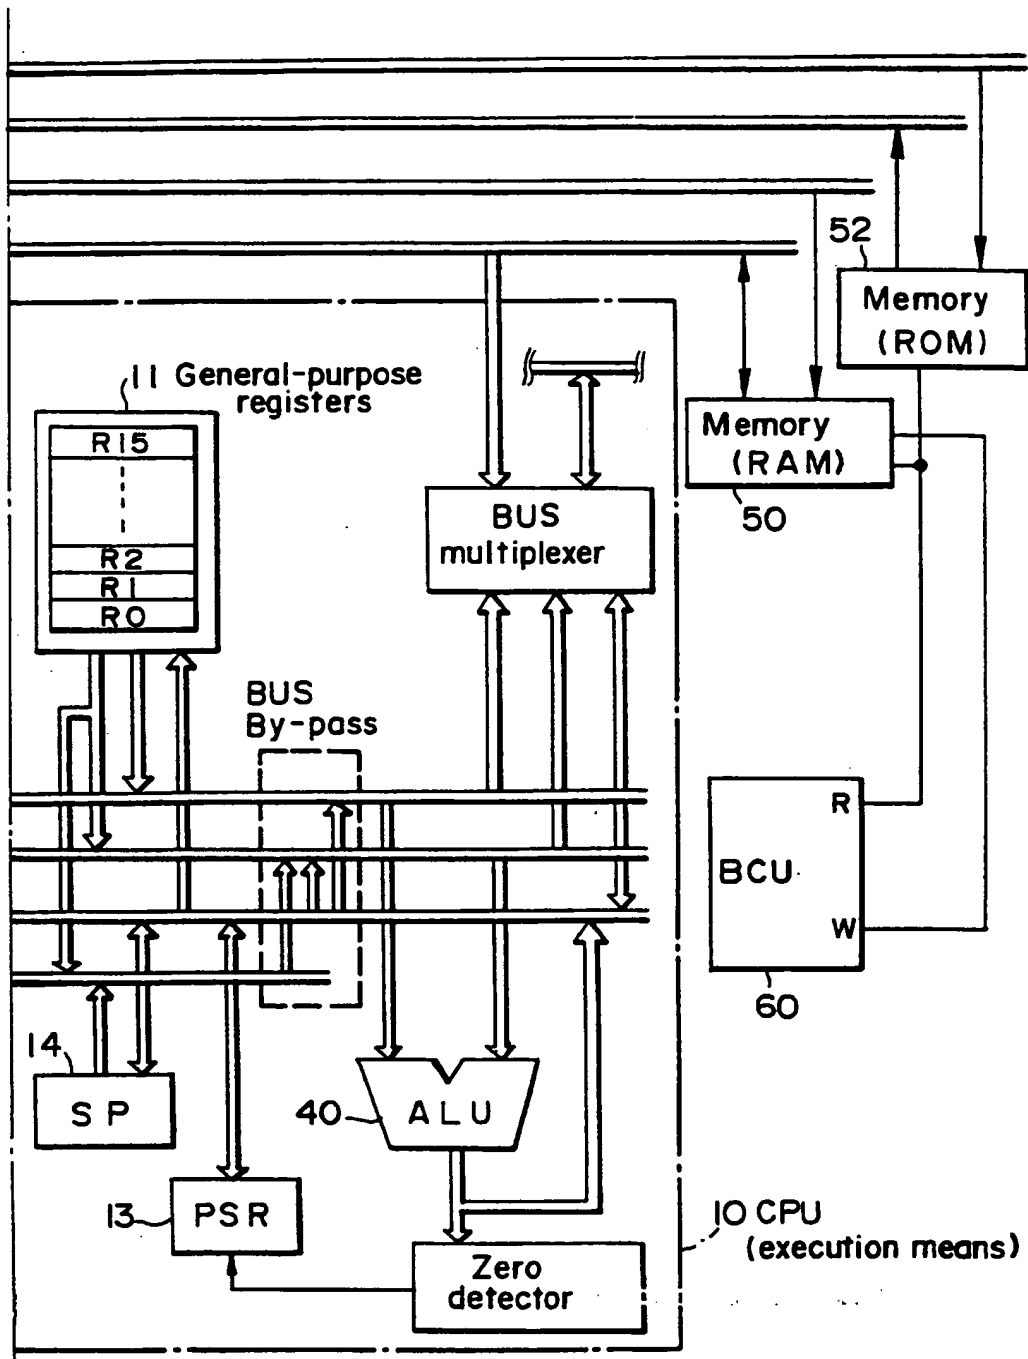 52
Memory
(ROM)
11 General-purpose
registers
R15
R2
R1
R0
Memory
(RAM)
50
BUS
multiplexer
BUS
By-pass
R
BCU
W
60
14
SP
40
ALU
13
PSR
10 CPU
(execution means)
Zero
detector